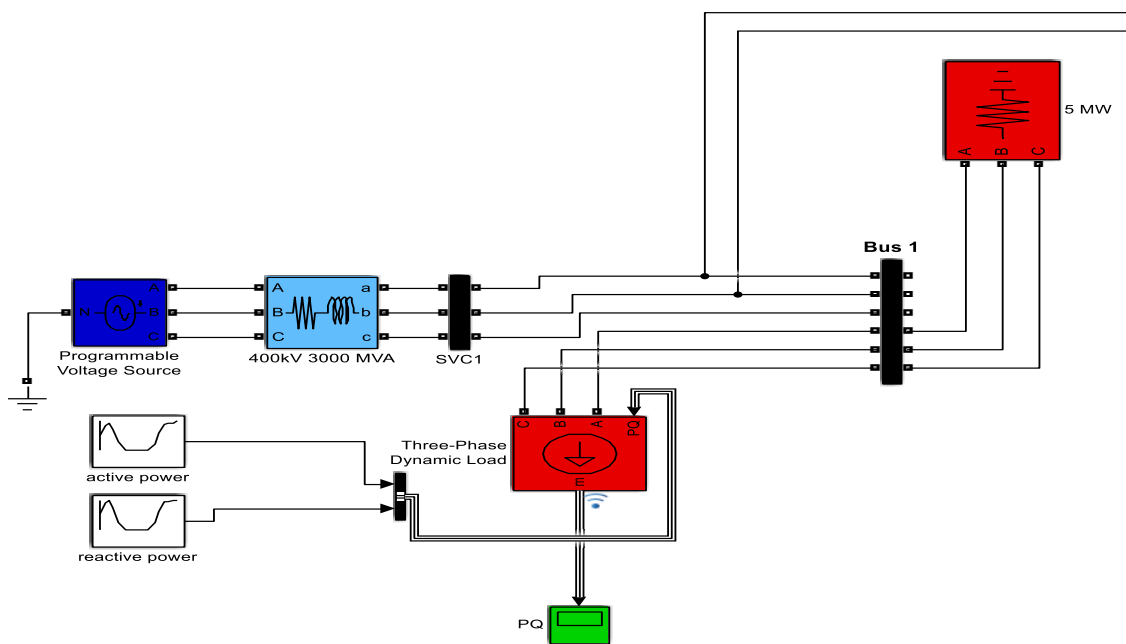 5 MW
A
B
C
Bus 1
N
A
B
C
A
B
C
a
b
c
Programmable
Voltage Source
400kV 3000 MVA
SVC1
C
B
A
PQ
Three-Phase
Dynamic Load
m
active power
reactive power
PQ